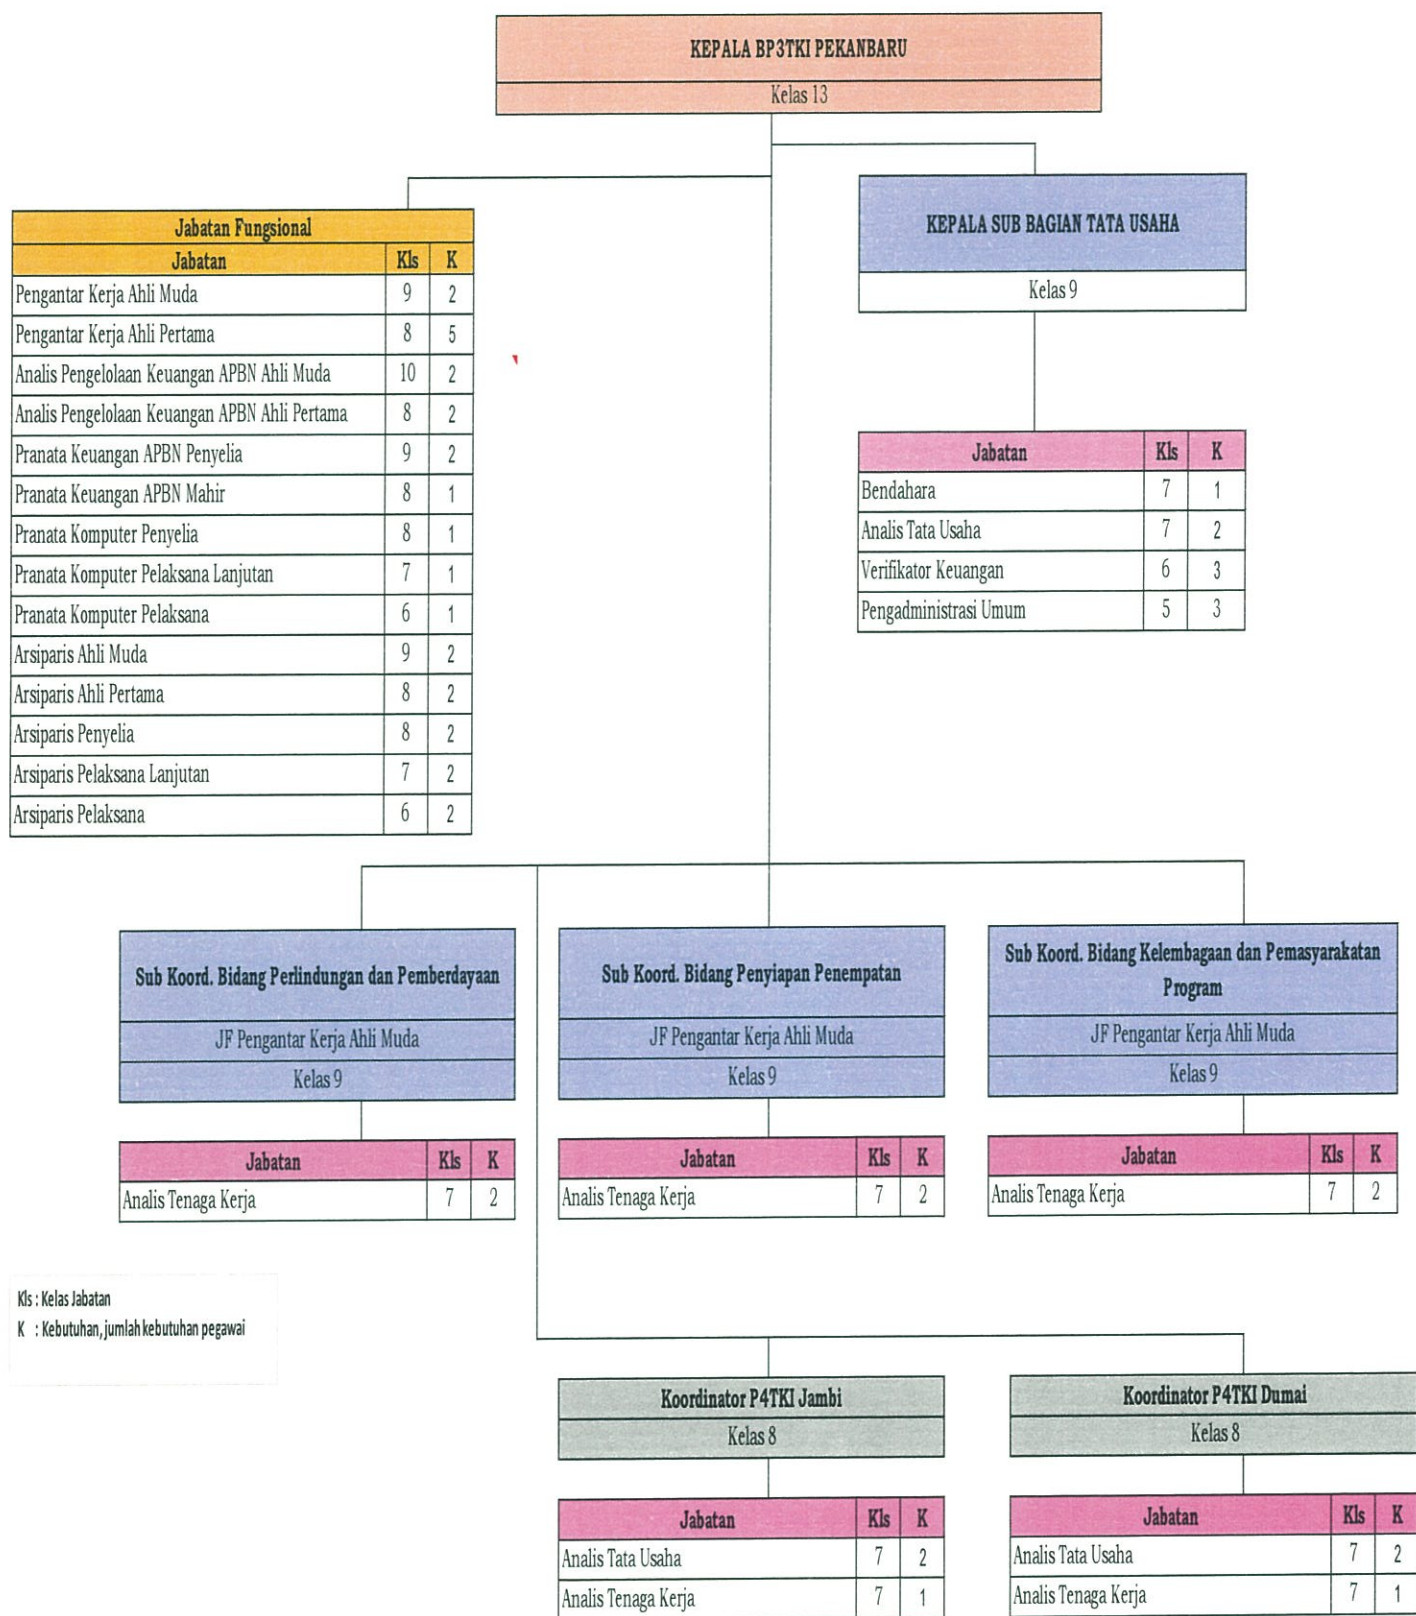 KEPALA BP3TKI PEKANBARU
Kelas 13
KEPALA SUB BAGIAN TATA USAHA
Kelas 9
Jabatan Fungsional
Jabatan Kls K
Pengantar Kerja Ahli Muda 9 2
Pengantar Kerja Ahli Pertama 8 5
Analis Pengelolaan Keuangan APBN Ahli Muda 10 2
Analis Pengelolaan Keuangan APBN Ahli Pertama 8 2
Pranata Keuangan APBN Penyelia 9 2
Pranata Keuangan APBN Mahir 8 1
Pranata Komputer Penyelia 8 1
Pranata Komputer Pelaksana Lanjutan 7 1
Pranata Komputer Pelaksana 6 1
Arsiparis Ahli Muda 9 2
Arsiparis Ahli Pertama 8 2
Arsiparis Penyelia 8 2
Arsiparis Pelaksana Lanjutan 7 2
Arsiparis Pelaksana 6 2
Jabatan Kls K
Bendahara 7 1
Analis Tata Usaha 7 2
Verifikator Keuangan 6 3
Pengadministrasi Umum 5 3
Sub Koord. Bidang Perlindungan dan Pemberdayaan
JF Pengantar Kerja Ahli Muda
Kelas 9
Jabatan Kls K
Analis Tenaga Kerja 7 2
Sub Koord. Bidang Penyiapan Penempatan
JF Pengantar Kerja Ahli Muda
Kelas 9
Jabatan Kls K
Analis Tenaga Kerja 7 2
Sub Koord. Bidang Kelembagaan dan Pemasyarakatan
Program
JF Pengantar Kerja Ahli Muda
Kelas 9
Jabatan Kls K
Analis Tenaga Kerja 7 2
Kls : Kelas Jabatan
K : Kebutuhan, jumlah kebutuhan pegawai
Koordinator P4TKI Jambi
Kelas 8
Jabatan Kls K
Analis Tata Usaha 7 2
Analis Tenaga Kerja 7 1
Koordinator P4TKI Dumai
Kelas 8
Jabatan Kls K
Analis Tata Usaha 7 2
Analis Tenaga Kerja 7 1